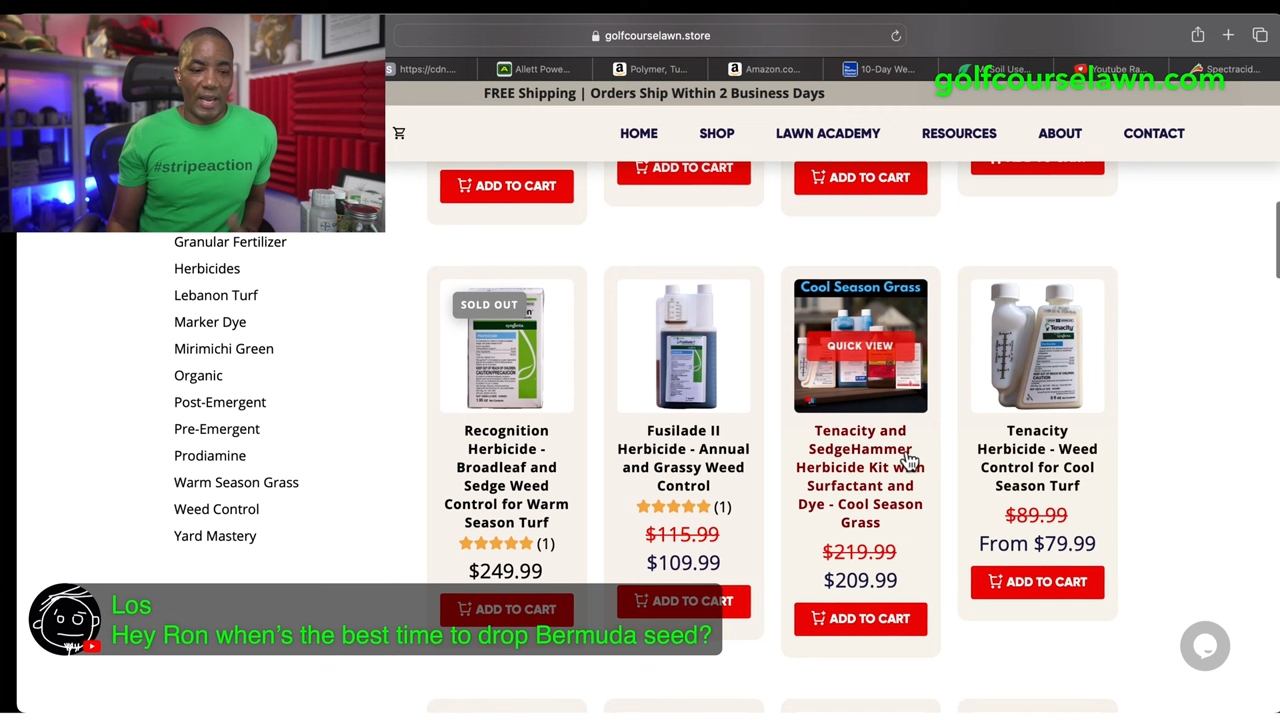 golfcourselawn.store
https://cdn....
Allett Powe...
Polymer, Tu...
Amazon.co...
10-Day We...
Soil Use...
Youtube Ra...
Spectracid...
golfcourselawn.com
FREE Shipping | Orders Ship Within 2 Business Days
HOME
SHOP
LAWN ACADEMY
RESOURCES
ABOUT
CONTACT
#stripeaction
ADD TO CART
ADD TO CART
ADD TO CART
ADD TO CART
Granular Fertilizer
Herbicides
Lebanon Turf
Marker Dye
Mirimichi Green
Organic
Post-Emergent
Pre-Emergent
Prodiamine
Warm Season Grass
Weed Control
Yard Mastery
SOLD OUT
Recognition
Herbicide -
Broadleaf and
Sedge Weed
Control for Warm
Season Turf
(1)
$249.99
ADD TO CART
Fusilade II
Herbicide - Annual
and Grassy Weed
Control
(1)
$115.99
$109.99
ADD TO CART
Cool Season Grass
QUICK VIEW
Tenacity and
SedgeHammer
Herbicide Kit with
Surfactant and
Dye - Cool Season
Grass
$219.99
$209.99
ADD TO CART
Tenacity
Tenacity
Herbicide - Weed
Control for Cool
Season Turf
$89.99
From $79.99
ADD TO CART
Los
Hey Ron when's the best time to drop Bermuda seed?